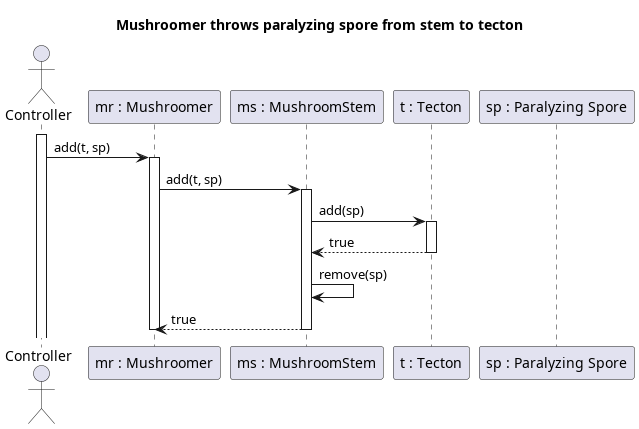 Mushroomer throws paralyzing spore from stem to tecton
Controller
mr : Mushroomer
ms : MushroomStem
t : Tecton
sp : Paralyzing Spore
add(t, sp)
add(t, sp)
add(sp)
true
remove(sp)
true
Controller
mr : Mushroomer
ms : MushroomStem
t : Tecton
sp : Paralyzing Spore